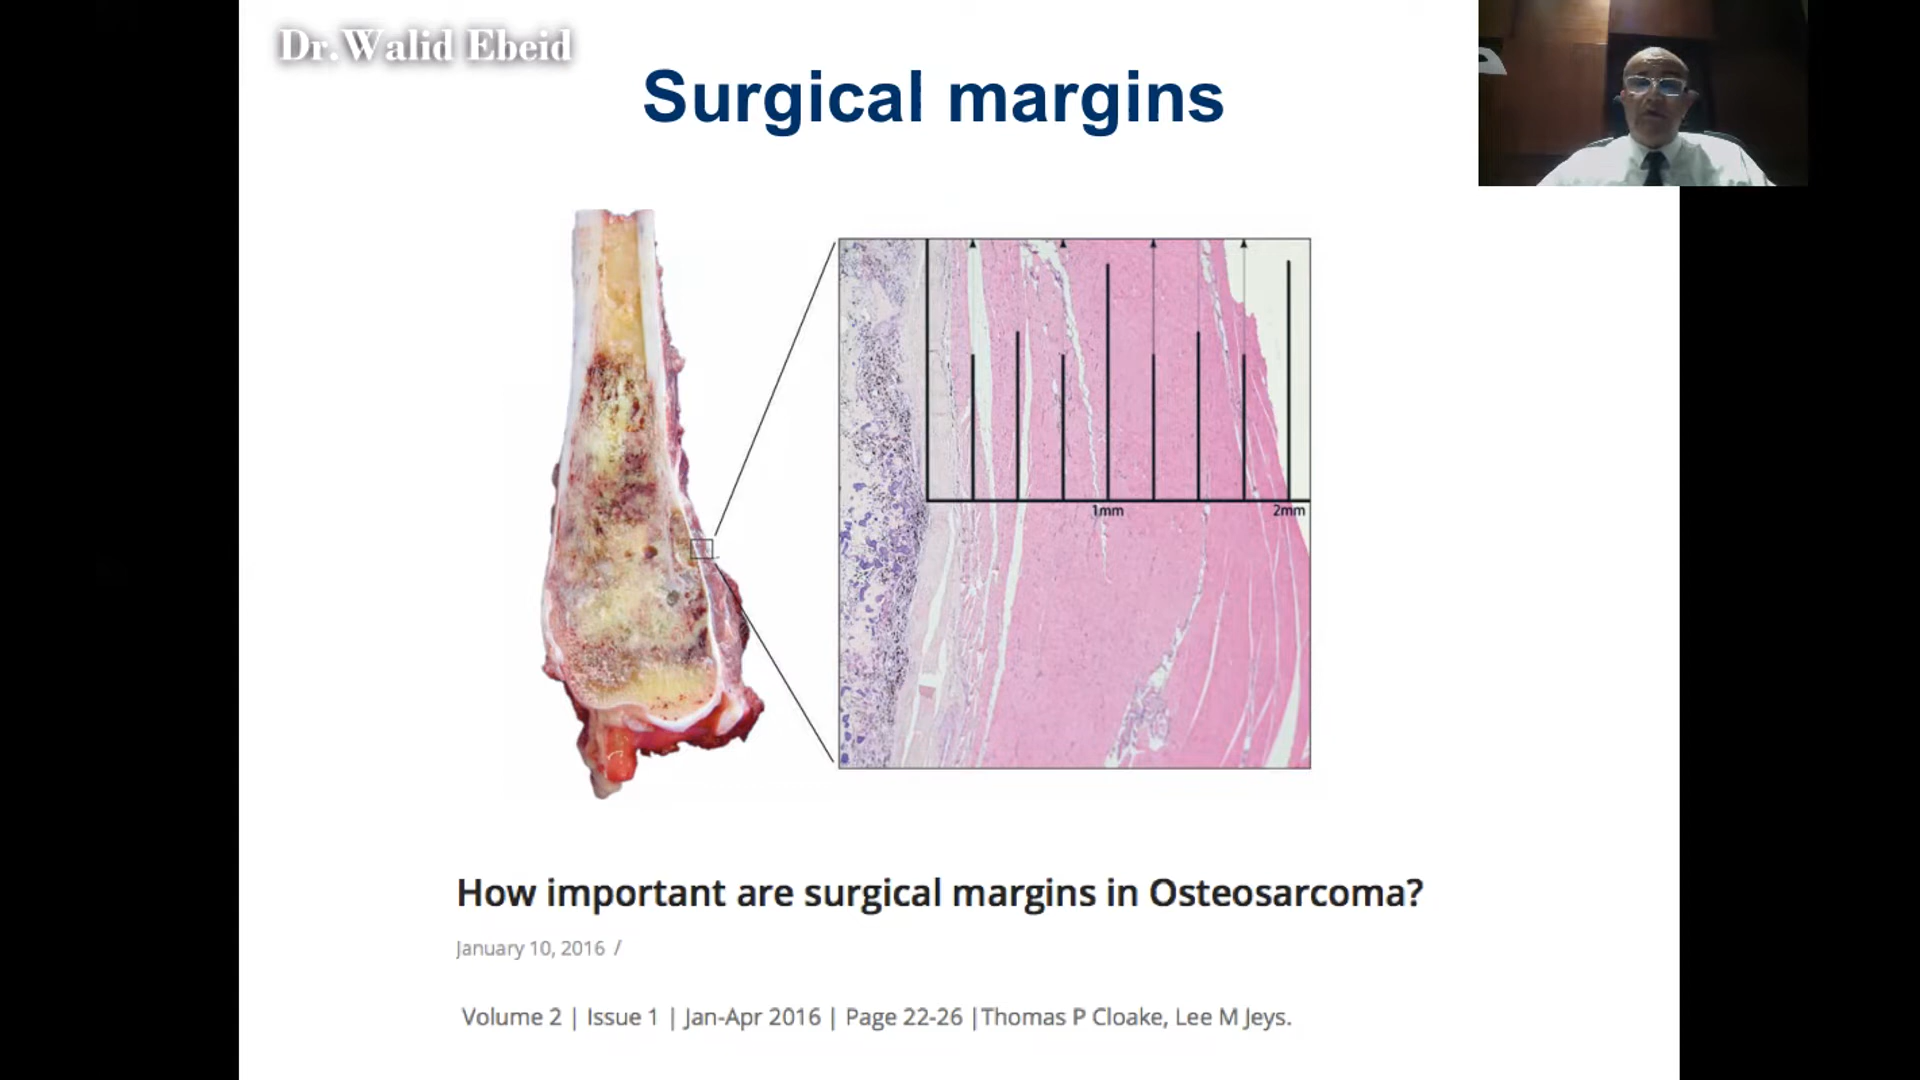 Dr.Walid Ebeid
Surgical margins
1mm
2mm
How important are surgical margins in Osteosarcoma?
January 10, 2016 /
Volume 2 | Issue 1 | Jan-Apr 2016 | Page 22-26 |Thomas P Cloake, Lee M Jeys.